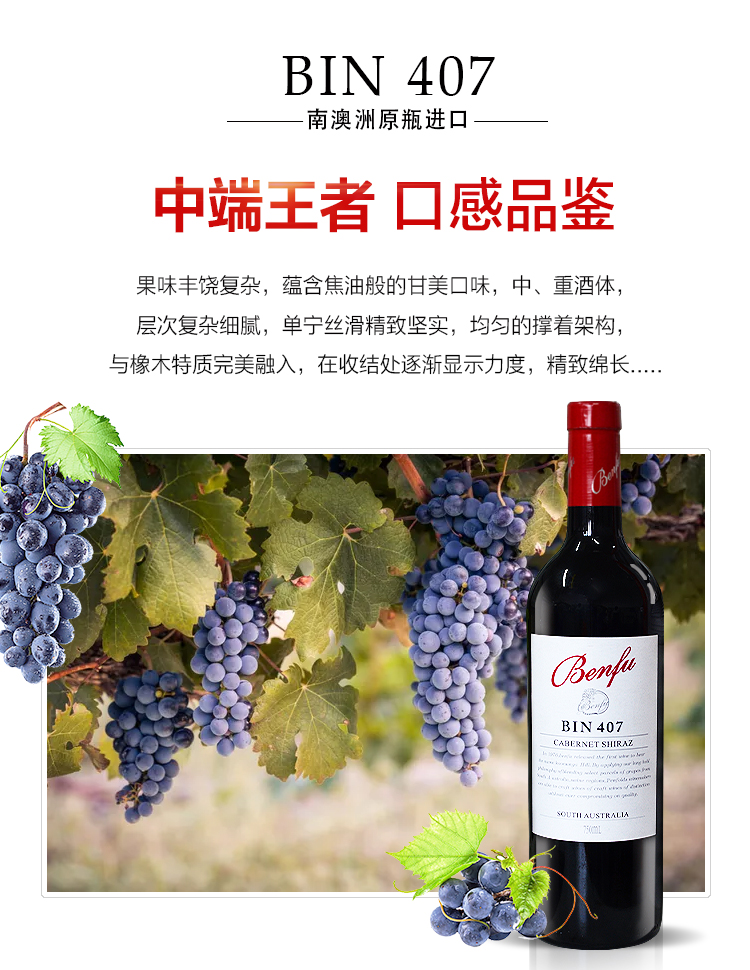 BIN 407
南澳洲原瓶进口
中端王者 口感品鉴
果味丰饶复杂，蕴含焦油般的甘美口味，中、重酒体，
层次复杂细腻，单宁丝滑精致坚实，均匀的撑着架构，
与橡木特质完美融入，在收结处逐渐显示力度，精致绵长.....
Benfu
Benfu
BIN 407
CABERNET SHIRAZ
SOUTH AUSTRALIA
750ML